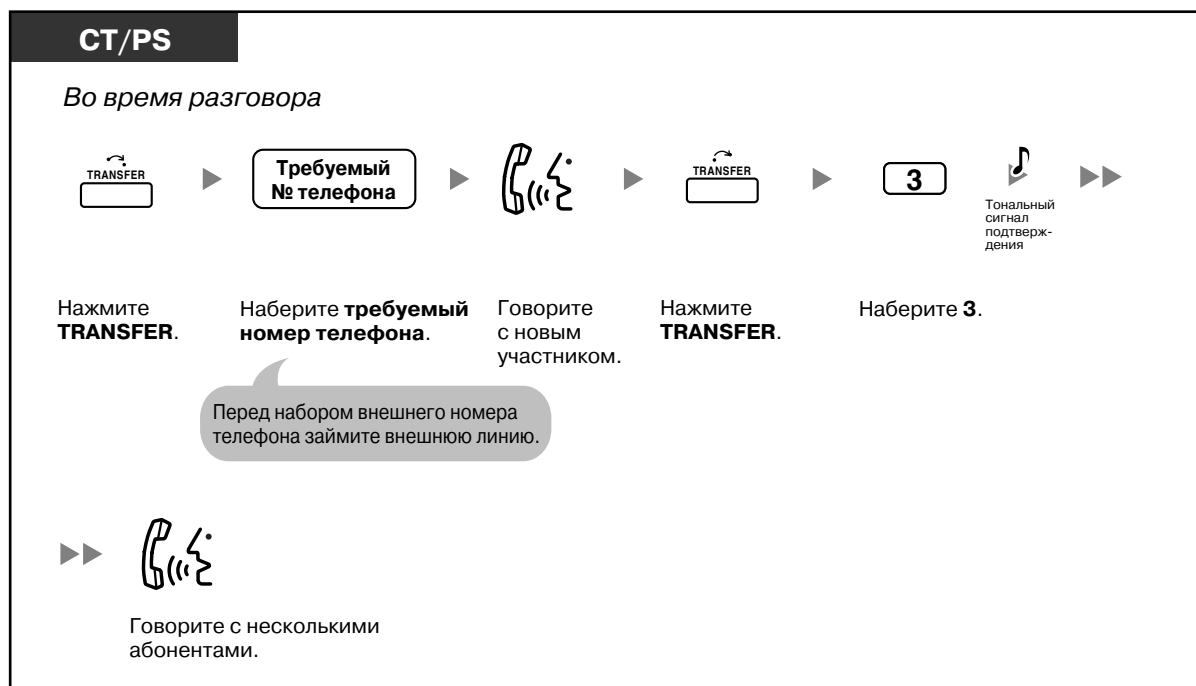 CT/PS
Во время разговора
TRANSFER
Требуемый
№ телефона
TRANSFER
3
Тональный
сигнал
подтверж-
дения
Нажмите
TRANSFER.
Наберите требуемый
номер телефона.
Говорите
с новым
участником.
Нажмите
TRANSFER.
Наберите 3.
Перед набором внешнего номера
телефона займите внешнюю линию.
Говорите с несколькими
абонентами.